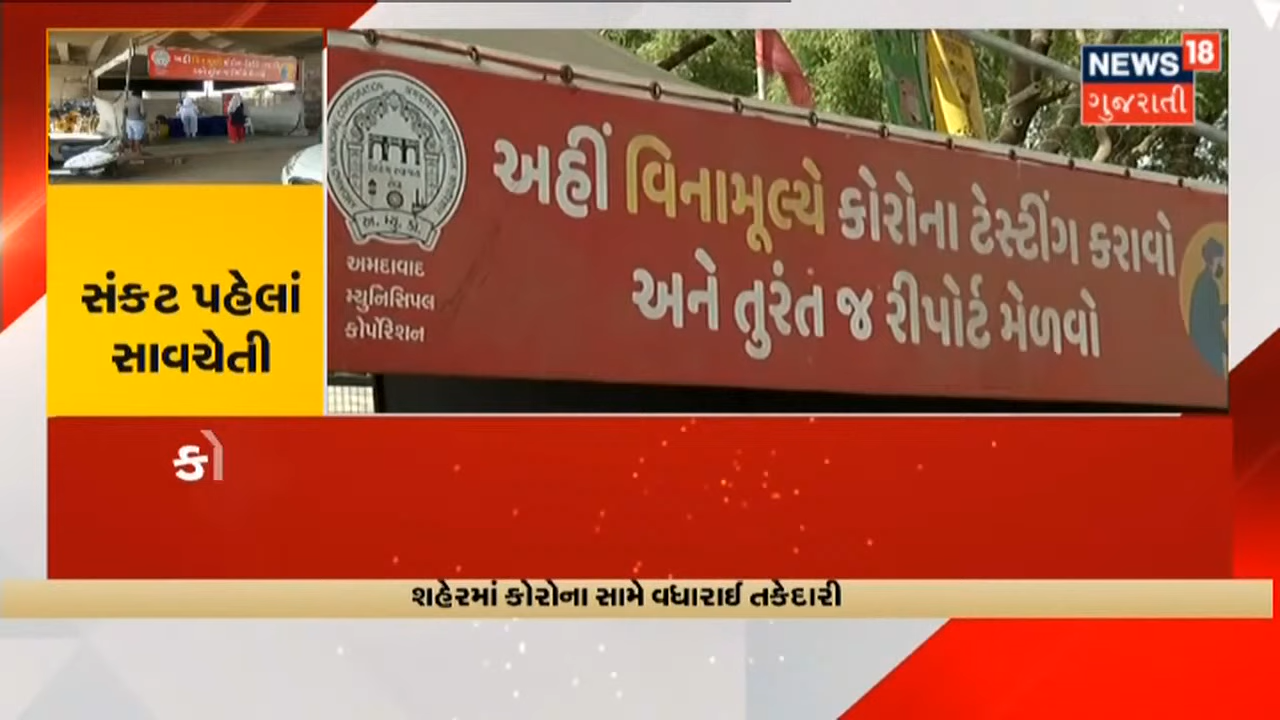 NEWS 18
ગુજરાતી
અહીં વિનામૂલ્યે કોરોના ટેસ્ટીંગ કરાવો
અને તુરંત જ રીપોર્ટ મેળવો
અ. મ્યુ. કો.
અમદાવાદ
મ્યુનિસિપલ
કોર્પોરેશન
સંકટ પહેલાં
સાવચેતી
કો
શહેરમાં કોરોના સામે વધારાઈ તકેદારી